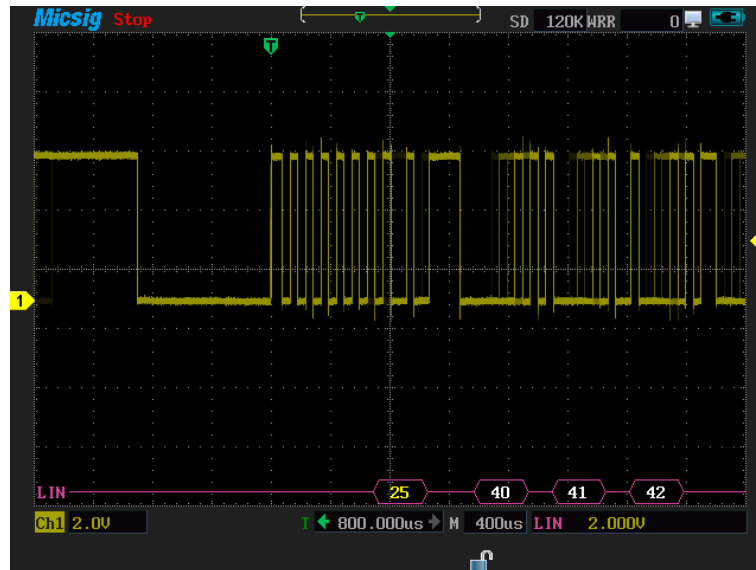 Micsig Stop T SD 120K WRR 0
T
1
LIN 25 40 41 42
Ch1 2.0V T 800.000us M 400us LIN 2.000V